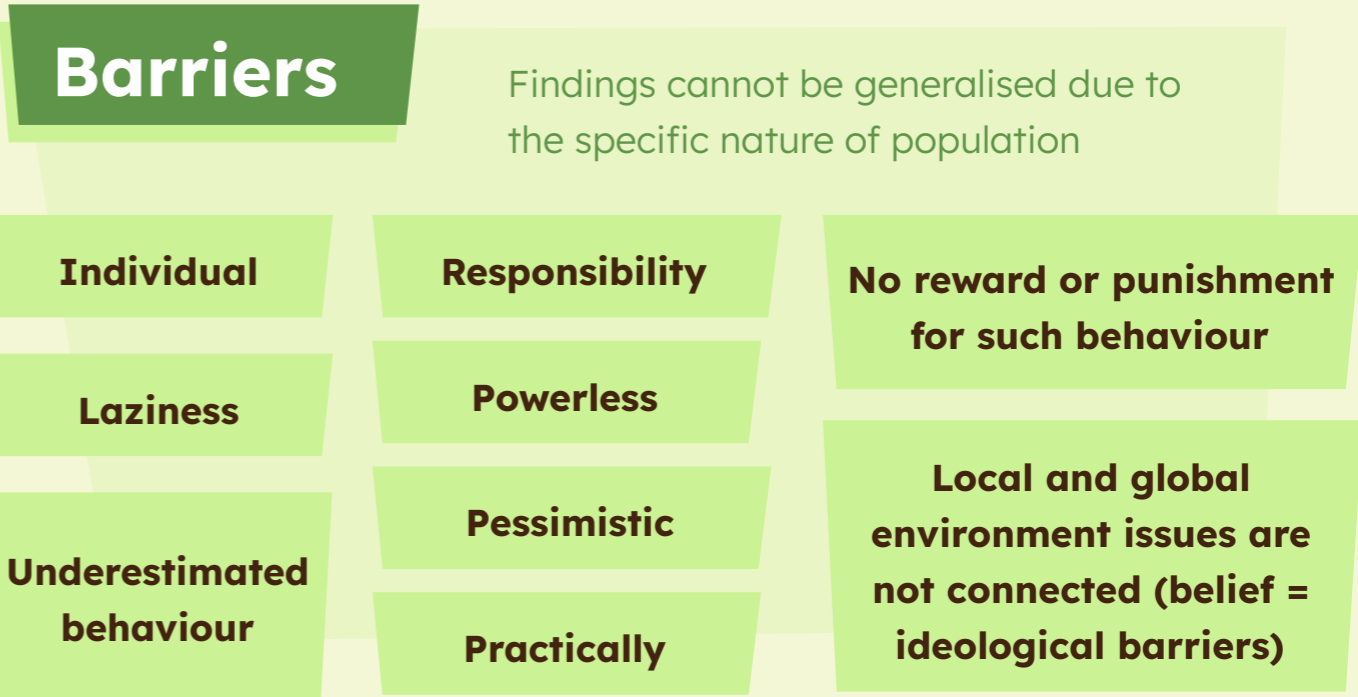 Barriers
Findings cannot be generalised due to
the specific nature of population
Individual
Laziness
Underestimated
behaviour
Responsibility
Powerless
Pessimistic
Practically
No reward or punishment
for such behaviour
Local and global
environment issues are
not connected (belief =
ideological barriers)